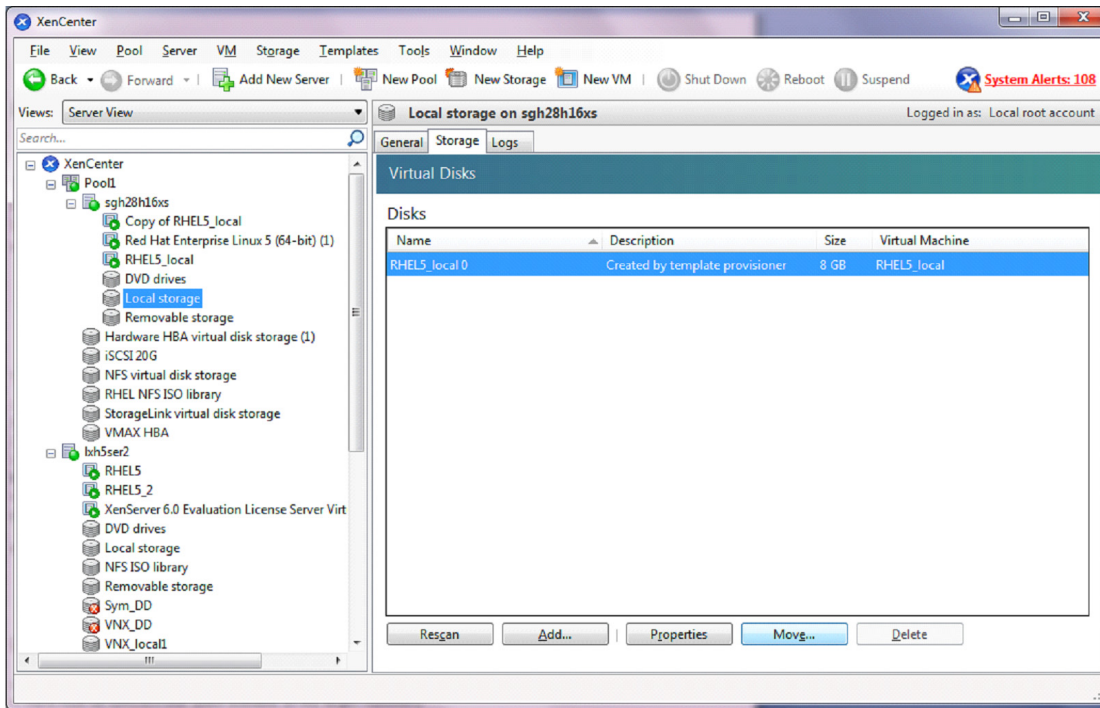 XenCenter
File View Pool Server VM Storage Templates Tools Window Help
Back Forward Add New Server New Pool New Storage New VM Shut Down Reboot Suspend System Alerts: 108
Views: Server View
Local storage on sgh28h16xs Logged in as: Local root account
Search...
General Storage Logs
XenCenter
Pool1
sgh28h16xs
Copy of RHEL5_local
Red Hat Enterprise Linux 5 (64-bit) (1)
RHEL5_local
DVD drives
Local storage
Removable storage
Hardware HBA virtual disk storage (1)
iSCSI 20G
NFS virtual disk storage
RHEL NFS ISO library
StorageLink virtual disk storage
VMAX HBA
lxh5ser2
RHEL5
RHEL5_2
XenServer 6.0 Evaluation License Server Virt
DVD drives
Local storage
NFS ISO library
Removable storage
Sym_DD
VNX_DD
VNX_local1
Virtual Disks
Disks
Name Description Size Virtual Machine
RHEL5_local 0 Created by template provisioner 8 GB RHEL5_local
Rescan Add... Properties Move... Delete